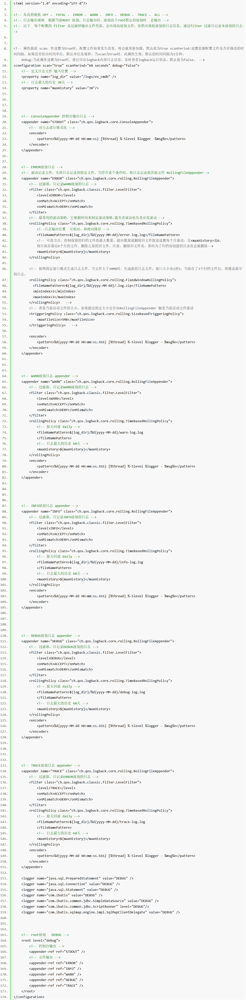 1. <?xml version="1.0" encoding="UTF-8"?>
2.
3. <!-- 从高到地低 OFF 、 FATAL 、 ERROR 、 WARN 、 INFO 、 DEBUG 、 TRACE 、 ALL -->
4. <!-- 日志输出规则  根据当前ROOT 级别，日志输出时，级别高于root默认的级别时  会输出 -->
5. <!-- 以下  每个配置的 filter 是过滤掉输出文件里面，会出现高级别文件，依然出现低级别的日志信息，通过filter 过滤只记录本级别的日志-
->
6.
7.
8. <!-- 属性描述 scan：性设置为true时，配置文件如果发生改变，将会被重新加载，默认值为true scanPeriod:设置监测配置文件是否有修改的时
间间隔，如果没有给出时间单位，默认单位是毫秒。当scan为true时，此属性生效。默认的时间间隔为1分钟。
9.     debug:当此属性设置为true时，将打印出logback内部日志信息，实时查看logback运行状态。默认值为false。 -->
10. <configuration scan="true" scanPeriod="60 seconds" debug="false">
11.     <!-- 定义日志文件 输入位置 -->
12.     <property name="log_dir" value="/logs/ev_cmdb" />
13.     <!-- 日志最大的历史 30天 -->
14.     <property name="maxHistory" value="30"/>
15.
16.
17.
18.
19.     <!-- ConsoleAppender 控制台输出日志 -->
20.     <appender name="STDOUT" class="ch.qos.logback.core.ConsoleAppender">
21.         <!-- 对日志进行格式化 -->
22.         <encoder>
23.             <pattern>%d{yyyy-MM-dd HH:mm:ss} [%thread] %-5level %logger -%msg%n</pattern>
24.         </encoder>
25.     </appender>
26.
27.
28.     <!-- ERROR级别日志 -->
29.     <!-- 滚动记录文件，先将日志记录到指定文件，当符合某个条件时，将日志记录到其他文件 RollingFileAppender-->
30.     <appender name="ERROR" class="ch.qos.logback.core.rolling.RollingFileAppender">
31.         <!-- 过滤器，只记录WARN级别的日志 -->
32.         <filter class="ch.qos.logback.classic.filter.LevelFilter">
33.             <level>ERROR</level>
34.             <onMatch>ACCEPT</onMatch>
35.             <onMismatch>DENY</onMismatch>
36.         </filter>
37.         <!-- 最常用的滚动策略，它根据时间来制定滚动策略.既负责滚动也负责出发滚动 -->
38.         <rollingPolicy class="ch.qos.logback.core.rolling.TimeBasedRollingPolicy">
39.             <!--日志输出位置  可相对、和绝对路径 -->
40.             <fileNamePattern>${log_dir}/%d{yyyy-MM-dd}/error-log.log</fileNamePattern>
41.             <!-- 可选节点，控制保留的归档文件的最大数量，超出数量就删除旧文件假设设置每个月滚动，且<maxHistory>是6，
42.             则只保存最近6个月的文件，删除之前的旧文件。注意，删除旧文件是，那些为了归档而创建的目录也会被删除-->
43.             <maxHistory>${maxHistory}</maxHistory>
44.         </rollingPolicy>
45.
46.         <!-- 按照固定窗口模式生成日志文件，当文件大于20MB时，生成新的日志文件。窗口大小是1到3，当保存了3个归档文件后，将覆盖最早
的日志。
47.         <rollingPolicy class="ch.qos.logback.core.rolling.FixedWindowRollingPolicy">
48.           <fileNamePattern>${log_dir}/%d{yyyy-MM-dd}/.log.zip</fileNamePattern>
49.           <minIndex>1</minIndex>
50.           <maxIndex>3</maxIndex>
51.         </rollingPolicy>   -->
52.         <!-- 查看当前活动文件的大小，如果超过指定大小会告知RollingFileAppender 触发当前活动文件滚动
53.         <triggeringPolicy class="ch.qos.logback.core.rolling.SizeBasedTriggeringPolicy">
54.             <maxFileSize>5MB</maxFileSize>
55.         </triggeringPolicy>   -->
56.
57.         <encoder>
58.             <pattern>%d{yyyy-MM-dd HH:mm:ss.SSS} [%thread] %-5level %logger - %msg%n</pattern>
59.         </encoder>
60.     </appender>
61.
62.
63.
64.     <!-- WARN级别日志 appender -->
65.     <appender name="WARN" class="ch.qos.logback.core.rolling.RollingFileAppender">
66.         <!-- 过滤器，只记录WARN级别的日志 -->
67.         <filter class="ch.qos.logback.classic.filter.LevelFilter">
68.             <level>WARN</level>
69.             <onMatch>ACCEPT</onMatch>
70.             <onMismatch>DENY</onMismatch>
71.         </filter>
72.         <rollingPolicy class="ch.qos.logback.core.rolling.TimeBasedRollingPolicy">
73.             <!-- 按天回滚 daily -->
74.             <fileNamePattern>${log_dir}/%d{yyyy-MM-dd}/warn-log.log
75.             </fileNamePattern>
76.             <!-- 日志最大的历史 60天 -->
77.             <maxHistory>${maxHistory}</maxHistory>
78.         </rollingPolicy>
79.         <encoder>
80.             <pattern>%d{yyyy-MM-dd HH:mm:ss.SSS} [%thread] %-5level %logger - %msg%n</pattern>
81.         </encoder>
82.     </appender>
83.
84.
85.
86.
87.     <!-- INFO级别日志 appender -->
88.     <appender name="INFO" class="ch.qos.logback.core.rolling.RollingFileAppender">
89.         <!-- 过滤器，只记录INFO级别的日志 -->
90.         <filter class="ch.qos.logback.classic.filter.LevelFilter">
91.             <level>INFO</level>
92.             <onMatch>ACCEPT</onMatch>
93.             <onMismatch>DENY</onMismatch>
94.         </filter>
95.         <rollingPolicy class="ch.qos.logback.core.rolling.TimeBasedRollingPolicy">
96.             <!-- 按天回滚 daily -->
97.             <fileNamePattern>${log_dir}/%d{yyyy-MM-dd}/info-log.log
98.             </fileNamePattern>
99.             <!-- 日志最大的历史 60天 -->
100.             <maxHistory>${maxHistory}</maxHistory>
101.         </rollingPolicy>
102.         <encoder>
103.             <pattern>%d{yyyy-MM-dd HH:mm:ss.SSS} [%thread] %-5level %logger - %msg%n</pattern>
104.         </encoder>
105.     </appender>
106.
107.
108.
109.
110.     <!-- DEBUG级别日志 appender -->
111.     <appender name="DEBUG" class="ch.qos.logback.core.rolling.RollingFileAppender">
112.         <!-- 过滤器，只记录DEBUG级别的日志 -->
113.         <filter class="ch.qos.logback.classic.filter.LevelFilter">
114.             <level>DEBUG</level>
115.             <onMatch>ACCEPT</onMatch>
116.             <onMismatch>DENY</onMismatch>
117.         </filter>
118.         <rollingPolicy class="ch.qos.logback.core.rolling.TimeBasedRollingPolicy">
119.             <!-- 按天回滚 daily -->
120.             <fileNamePattern>${log_dir}/%d{yyyy-MM-dd}/debug-log.log
121.             </fileNamePattern>
122.             <!-- 日志最大的历史 60天 -->
123.             <maxHistory>${maxHistory}</maxHistory>
124.         </rollingPolicy>
125.         <encoder>
126.             <pattern>%d{yyyy-MM-dd HH:mm:ss.SSS} [%thread] %-5level %logger - %msg%n</pattern>
127.         </encoder>
128.     </appender>
129.
130.
131.
132.
133.     <!-- TRACE级别日志 appender -->
134.     <appender name="TRACE" class="ch.qos.logback.core.rolling.RollingFileAppender">
135.         <!-- 过滤器，只记录ERROR级别的日志 -->
136.         <filter class="ch.qos.logback.classic.filter.LevelFilter">
137.             <level>TRACE</level>
138.             <onMatch>ACCEPT</onMatch>
139.             <onMismatch>DENY</onMismatch>
140.         </filter>
141.         <rollingPolicy class="ch.qos.logback.core.rolling.TimeBasedRollingPolicy">
142.             <!-- 按天回滚 daily -->
143.             <fileNamePattern>${log_dir}/%d{yyyy-MM-dd}/trace-log.log
144.             </fileNamePattern>
145.             <!-- 日志最大的历史 60天 -->
146.             <maxHistory>${maxHistory}</maxHistory>
147.         </rollingPolicy>
148.         <encoder>
149.             <pattern>%d{yyyy-MM-dd HH:mm:ss.SSS} [%thread] %-5level %logger - %msg%n</pattern>
150.         </encoder>
151.     </appender>
152.
153.     <logger name="java.sql.PreparedStatement" value="DEBUG" />
154.     <logger name="java.sql.Connection" value="DEBUG" />
155.     <logger name="java.sql.Statement" value="DEBUG" />
156.     <logger name="com.ibatis" value="DEBUG" />
157.     <logger name="com.ibatis.common.jdbc.SimpleDataSource" value="DEBUG" />
158.     <logger name="com.ibatis.common.jdbc.ScriptRunner" level="DEBUG"/>
159.     <logger name="com.ibatis.sqlmap.engine.impl.SqlMapClientDelegate" value="DEBUG" />
160.
161.
162.
163.     <!-- root级别   DEBUG -->
164.     <root level="debug">
165.         <!-- 控制台输出 -->
166.         <appender-ref ref="STDOUT" />
167.         <!-- 文件输出 -->
168.         <appender-ref ref="ERROR" />
169.         <appender-ref ref="INFO" />
170.         <appender-ref ref="WARN" />
171.         <appender-ref ref="DEBUG" />
172.         <appender-ref ref="TRACE" />
173.     </root>
174. </configuration>